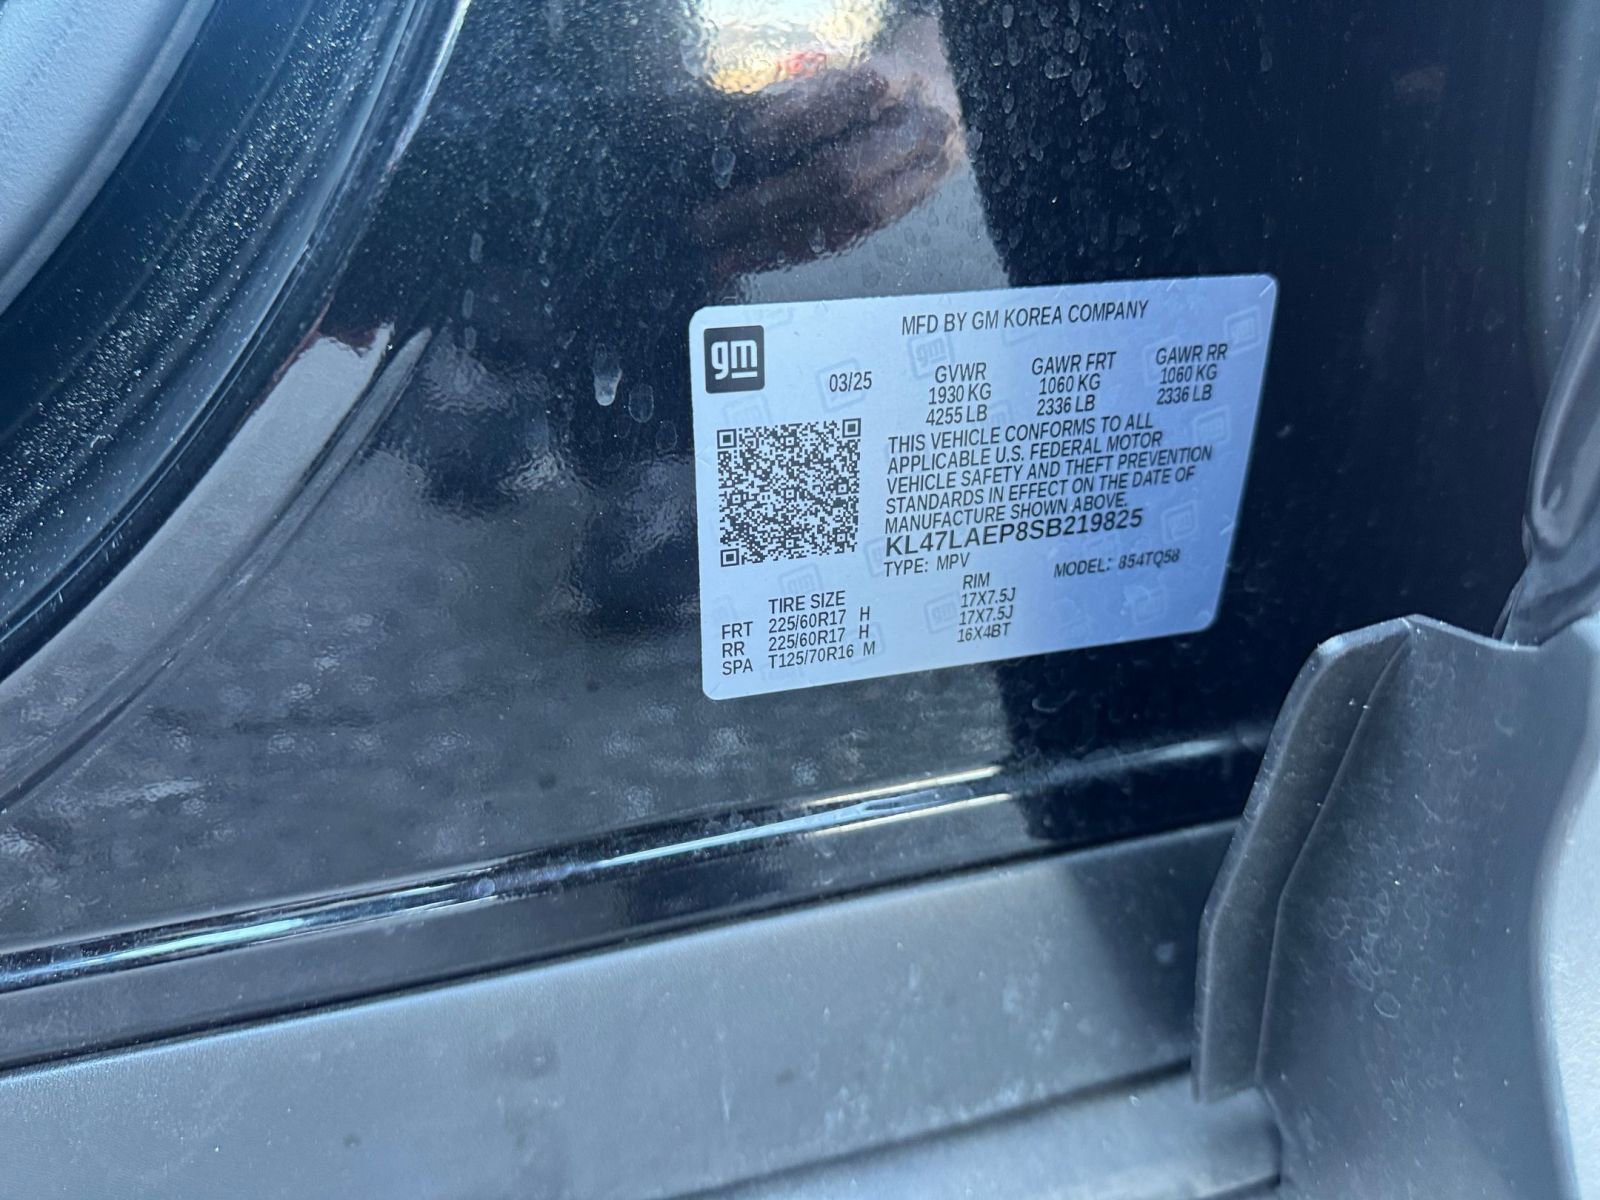 gm
MFD BY GM KOREA COMPANY
03/25 GVWR GAWR FRT GAWR RR
1930 KG 1060 KG 1060 KG
4255 LB 2336 LB 2336 LB
THIS VEHICLE CONFORMS TO ALL
APPLICABLE U.S. FEDERAL MOTOR
VEHICLE SAFETY AND THEFT PREVENTION
STANDARDS IN EFFECT ON THE DATE OF
MANUFACTURE SHOWN ABOVE.
KL47LAEP8SB219825
TYPE: MPV MODEL: 854TQ58
TIRE SIZE RIM
FRT 225/60R17 H 17X7.5J
RR 225/60R17 H 17X7.5J
SPA T125/70R16 M 16X4BT